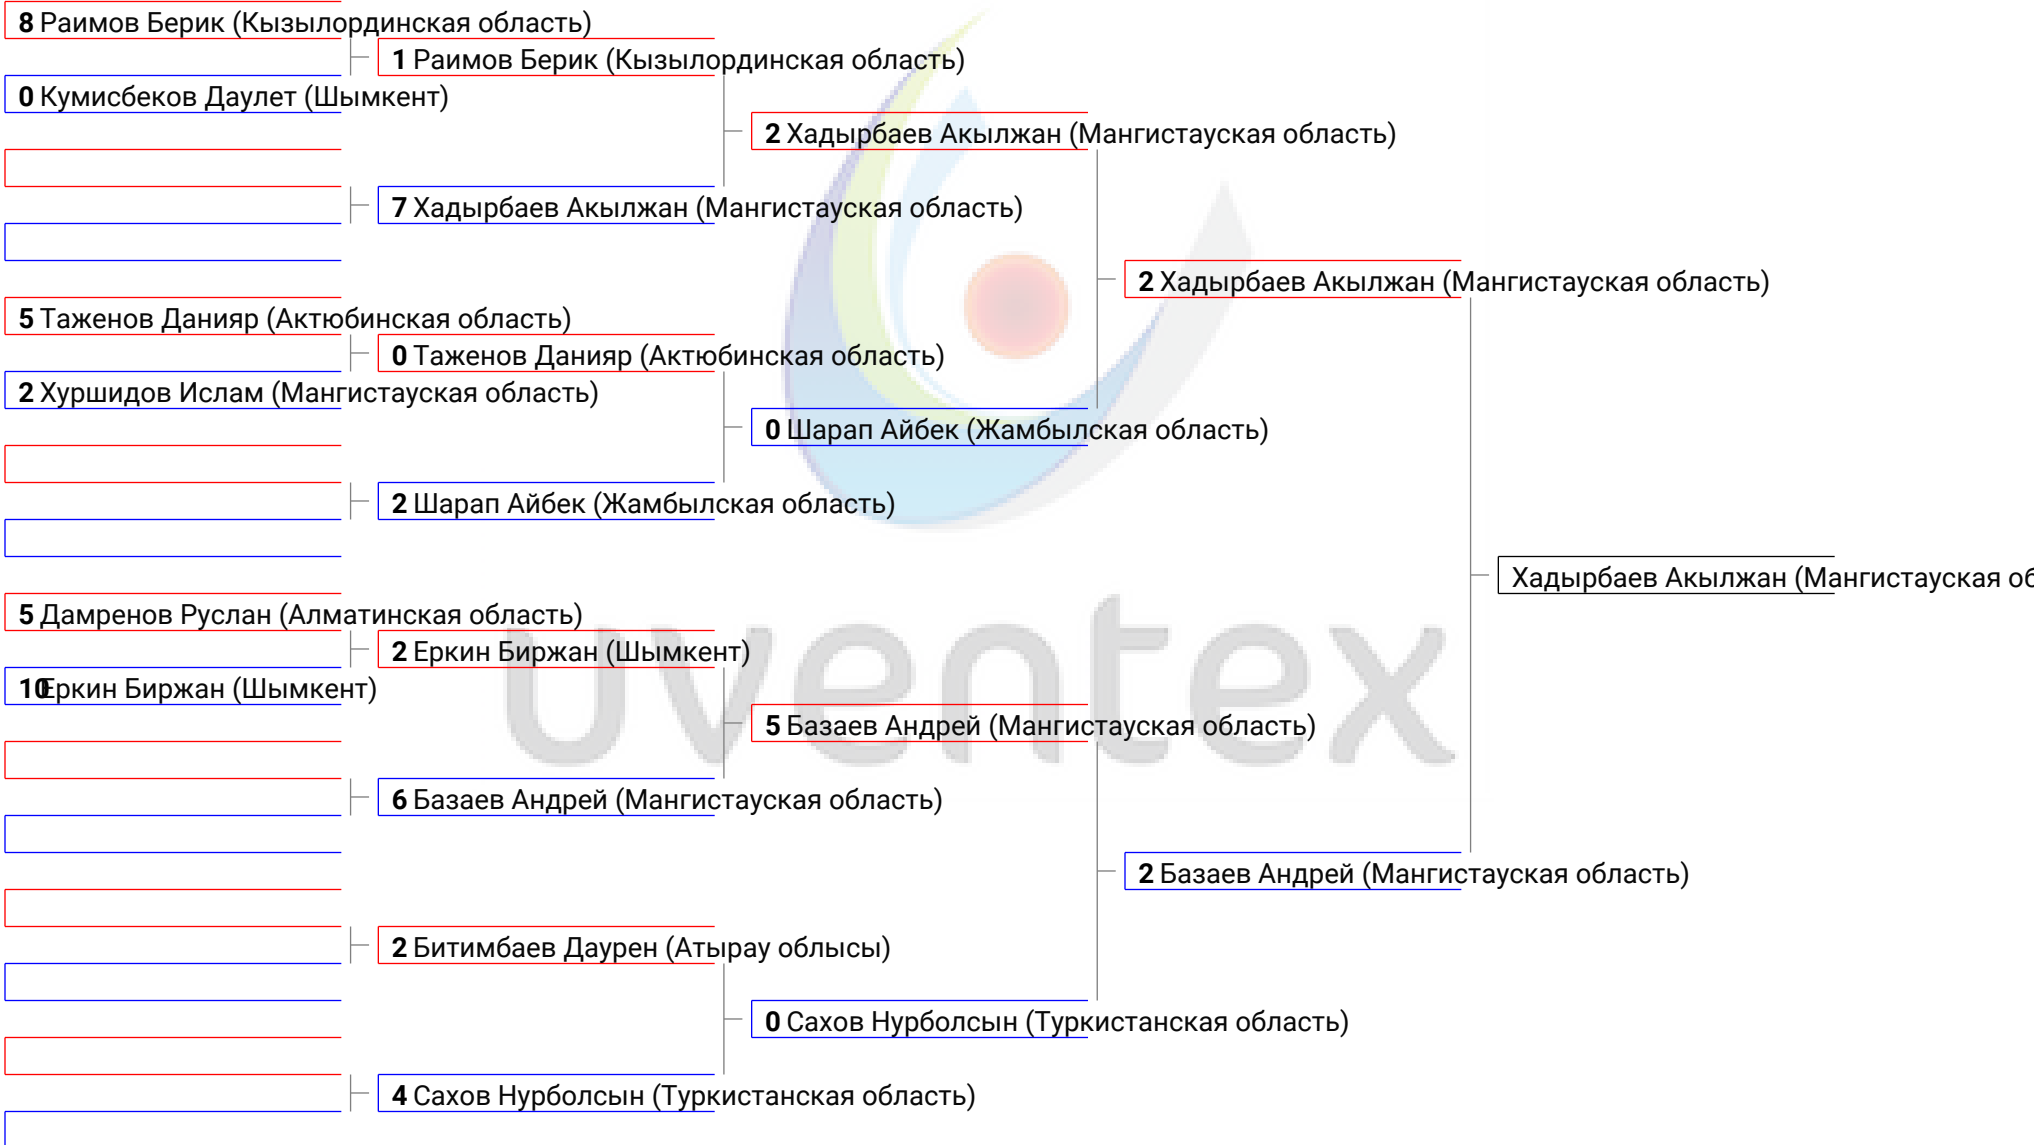 8 Раимов Берик (Кызылординская область)
1 Раимов Берик (Кызылординская область)
0 Кумисбеков Даулет (Шымкент)
2 Хадырбаев Акылжан (Мангистауская область)
7 Хадырбаев Акылжан (Мангистауская область)
2 Хадырбаев Акылжан (Мангистауская область)
5 Таженов Данияр (Актюбинская область)
0 Таженов Данияр (Актюбинская область)
2 Хуршидов Ислам (Мангистауская область)
0 Шарап Айбек (Жамбылская область)
2 Шарап Айбек (Жамбылская область)
Хадырбаев Акылжан (Мангистауская об
5 Дамренов Руслан (Алматинская область)
2 Еркин Биржан (Шымкент)
10 Еркин Биржан (Шымкент)
uventex
5 Базаев Андрей (Мангистауская область)
6 Базаев Андрей (Мангистауская область)
2 Базаев Андрей (Мангистауская область)
2 Битимбаев Даурен (Атырау облысы)
0 Сахов Нурболсын (Туркистанская область)
4 Сахов Нурболсын (Туркистанская область)